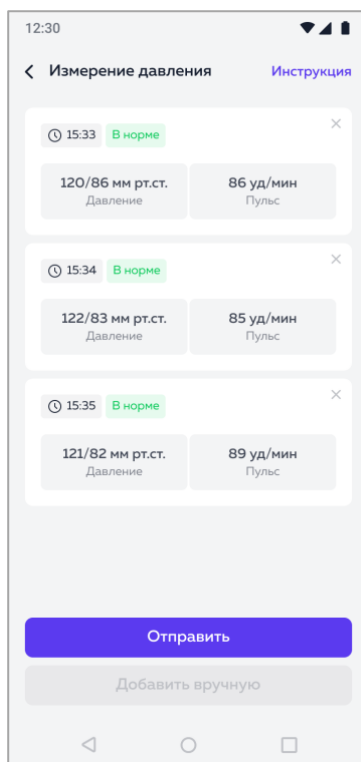 12:30
Измерение давления Инструкция
15:33 В норме
120/86 мм рт.ст. 86 уд/мин
Давление Пульс
15:34 В норме
122/83 мм рт.ст. 85 уд/мин
Давление Пульс
15:35 В норме
121/82 мм рт.ст. 89 уд/мин
Давление Пульс
Отправить
Добавить вручную